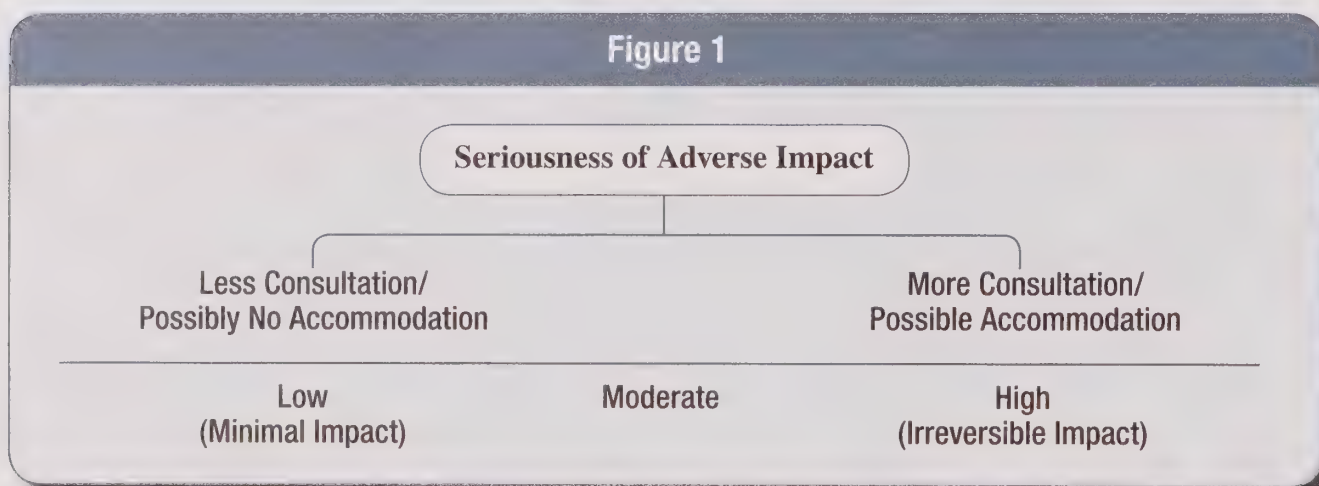 Figure 1
Seriousness of Adverse Impact
Less Consultation/
Possibly No Accommodation
More Consultation/
Possible Accommodation
Low
(Minimal Impact)
Moderate
High
(Irreversible Impact)